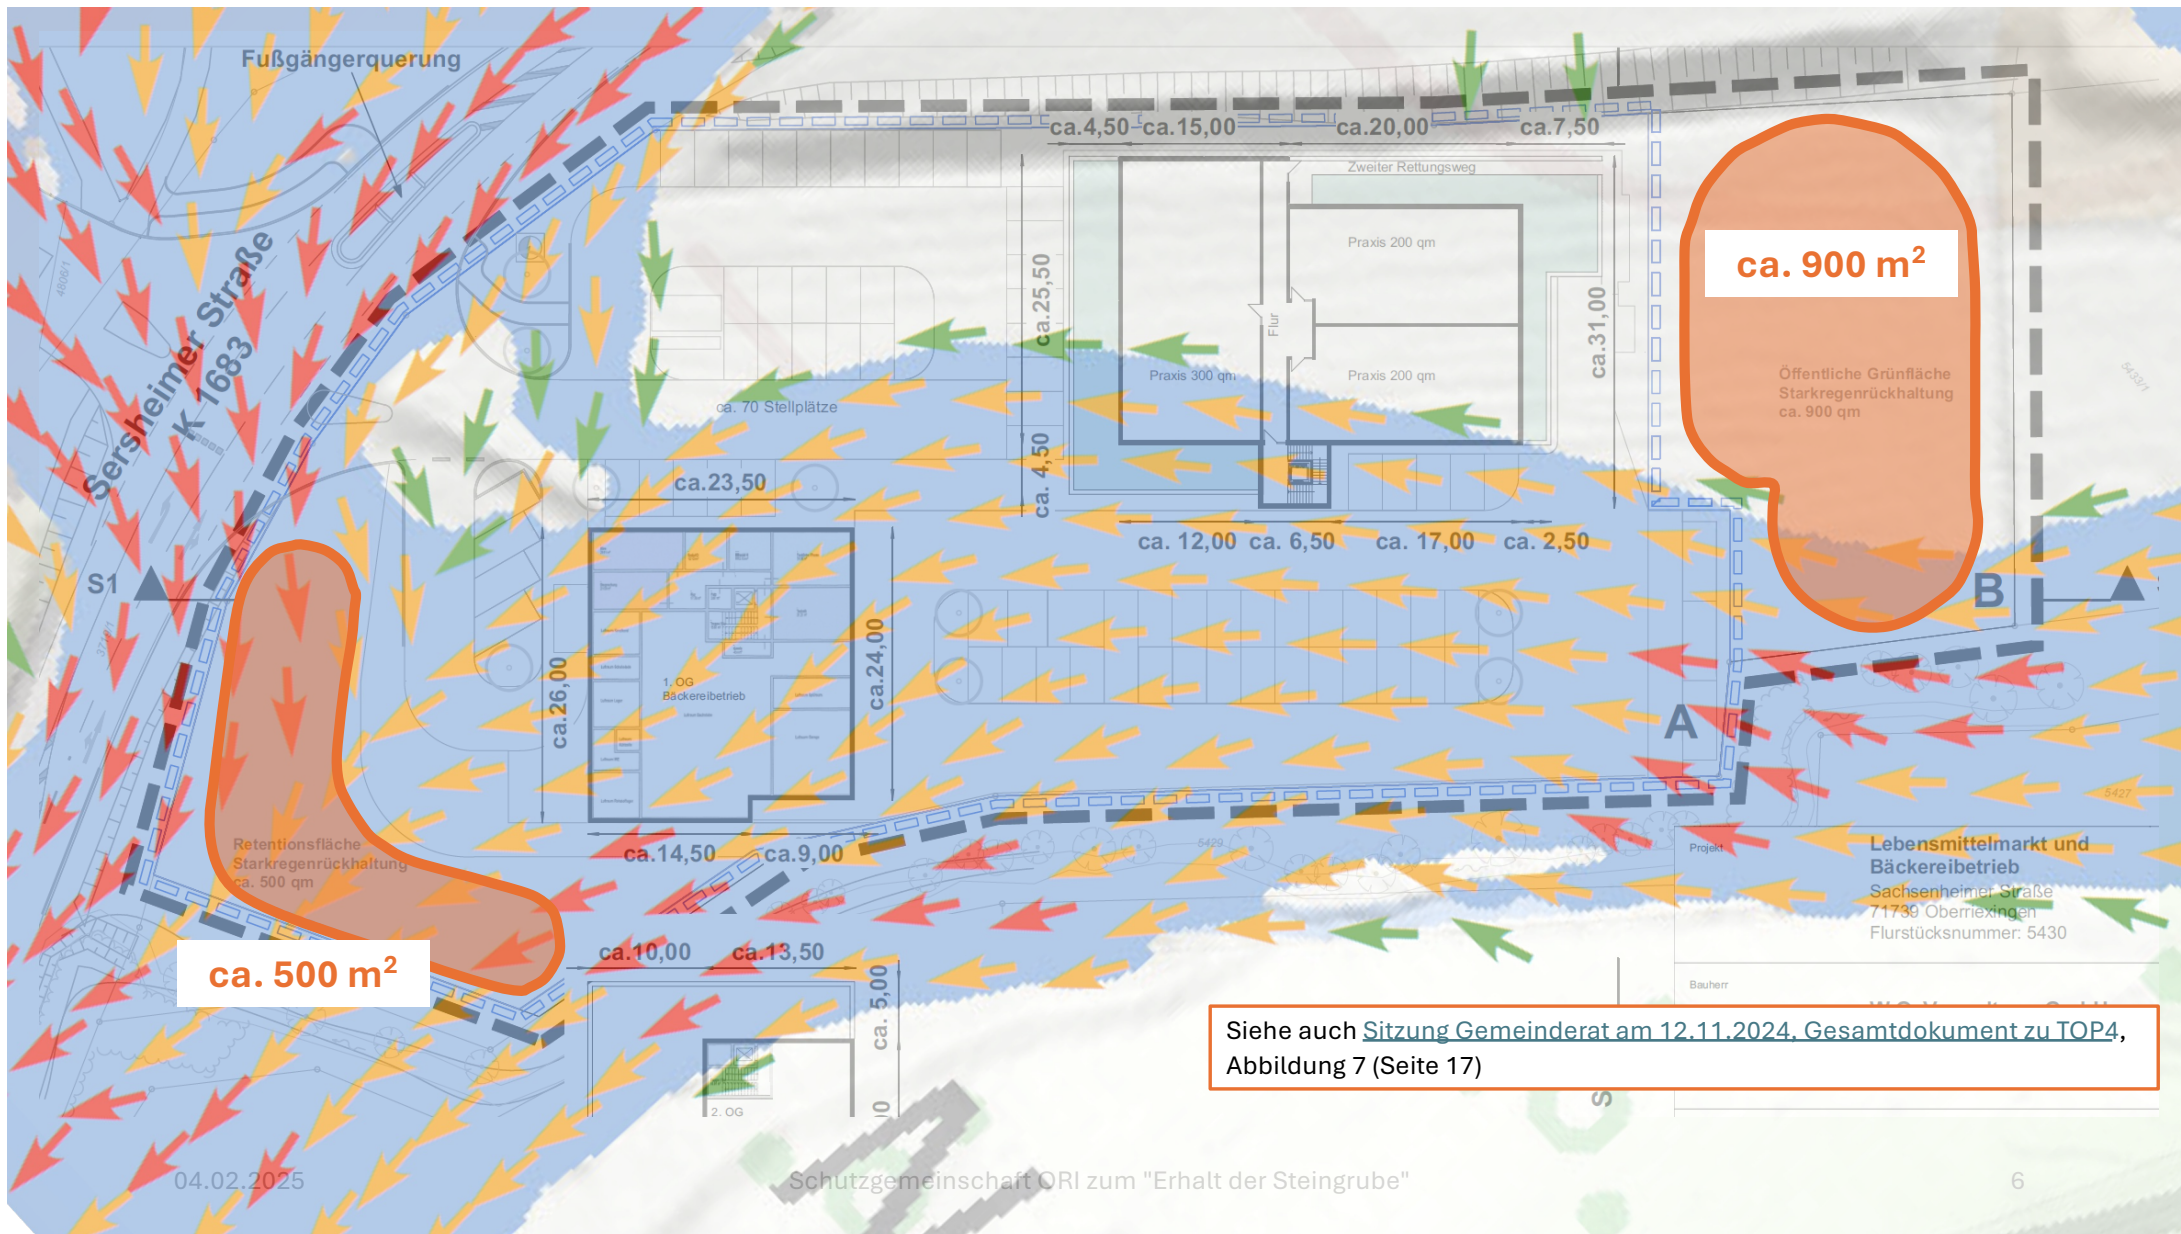 Fußgängerquerung
ca.4,50 ca.15,00 ca.20,00 ca.7,50
Zweiter Rettungsweg
Praxis 200 qm
ca. 900 m²
4806/1
Sersheimer Straße
K 1683
ca.25,50
Flur
ca.31,00
Praxis 300 qm
Praxis 200 qm
Öffentliche Grünfläche
Starkregenrückhaltung
ca. 900 qm
5433/1
ca. 70 Stellplätze
ca. 4,50
ca.23,50
ca. 12,00 ca. 6,50 ca. 17,00 ca. 2,50
S1
B
ca.26,00
1. OG
Bäckereibetrieb
ca.24,00
A
5427
Retentionsfläche
Starkregenrückhaltung
ca. 500 qm
ca.14,50 ca.9,00
5429
Projekt
Lebensmittelmarkt und
Bäckereibetrieb
Sachsenheimer Straße
71739 Oberriexingen
Flurstücksnummer: 5430
ca. 500 m²
ca.10,00 ca.13,50
ca. 5,00
Bauherr
Siehe auch Sitzung Gemeinderat am 12.11.2024, Gesamtdokument zu TOP4,
Abbildung 7 (Seite 17)
2. OG
S
04.02.2025
Schutzgemeinschaft ORI zum "Erhalt der Steingrube"
6